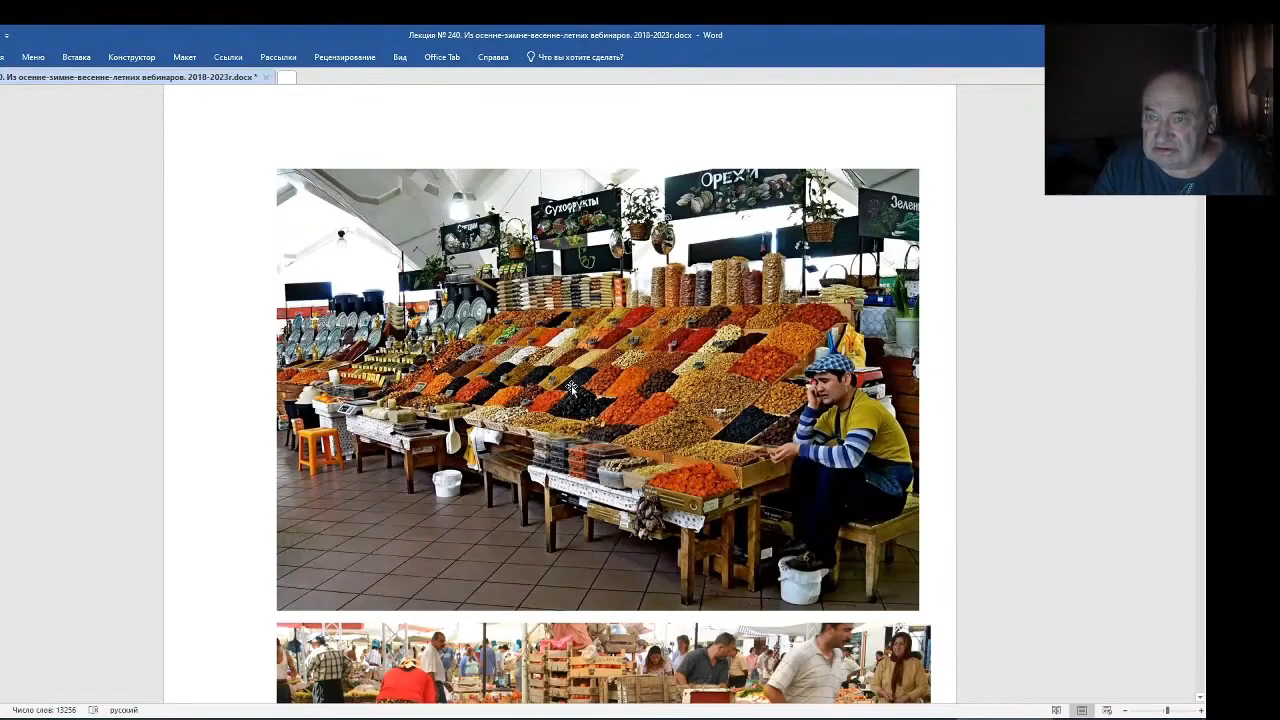 Лекция № 240. Из осенне-зимне-весенне-летних вебинаров. 2018-2023г.docx - Word
Меню Вставка Конструктор Макет Ссылки Рассылки Рецензирование Вид Office Tab Справка Что вы хотите сделать?
0. Из осенне-зимне-весенне-летних вебинаров. 2018-2023г.docx *
ОРЕХИ
Сухофрукты
Зелен
Число слов: 13256 русский